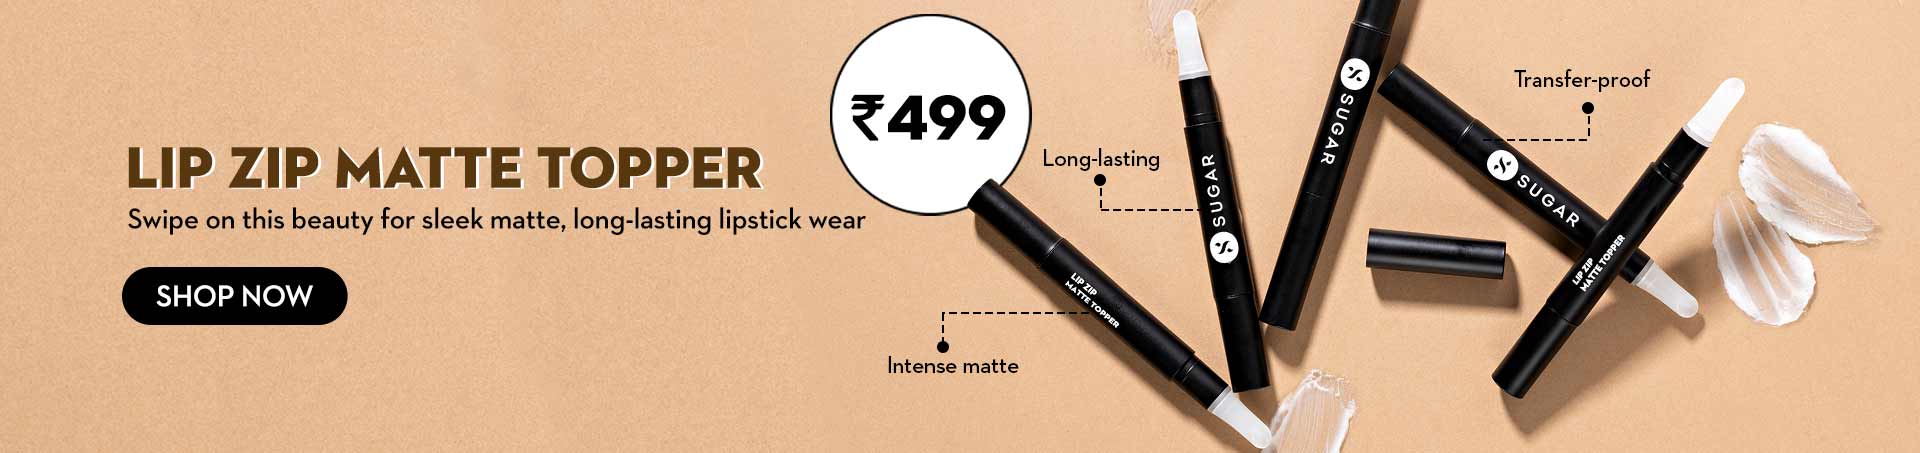 LIP ZIP MATTE TOPPER
Swipe on this beauty for sleek matte, long-lasting lipstick wear
SHOP NOW
₹499
Long-lasting
Intense matte
Transfer-proof
LIP ZIP
MATTE TOPPER
SUGAR
SUGAR
SUGAR
LIP ZIP
MATTE TOPPER